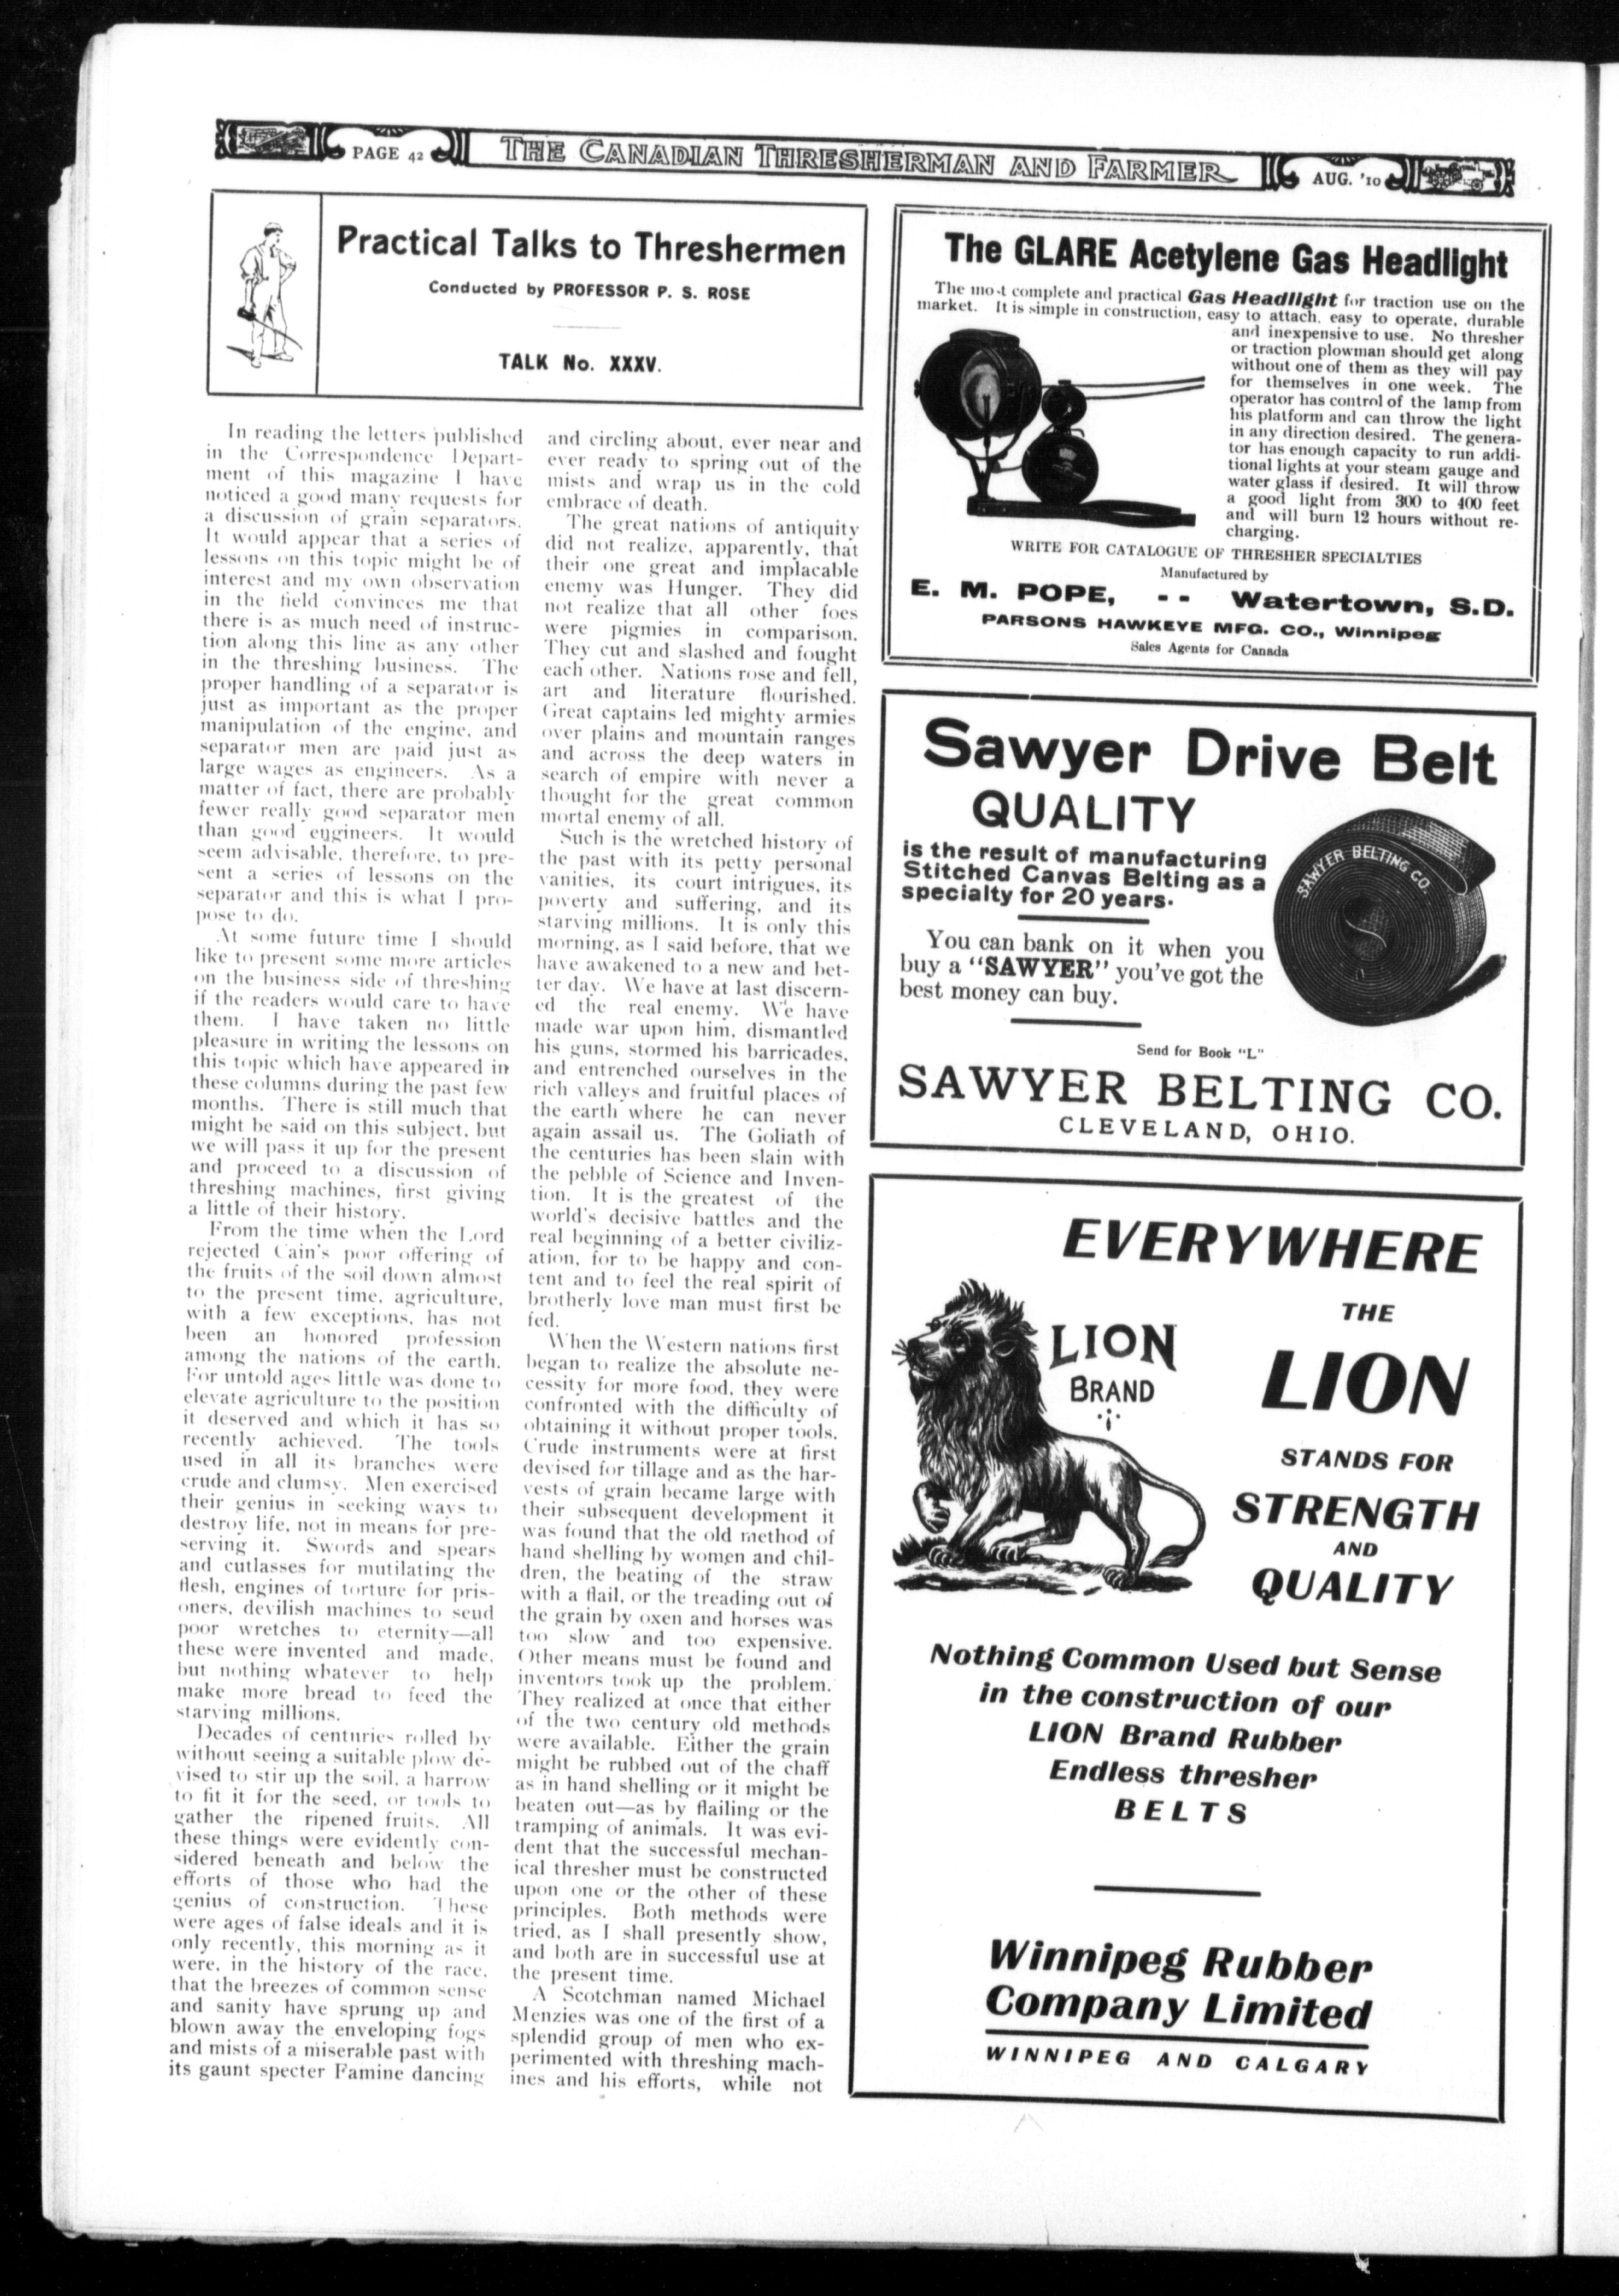 PAGE 42
THE CANADIAN THRESHERMAN AND FARMER
AUG. '10
Practical Talks to Threshermen
Conducted by PROFESSOR P. S. ROSE
TALK No. XXXV.
In reading the letters published
in the Correspondence Depart-
ment of this magazine I have
noticed a good many requests for
a discussion of grain separators.
It would appear that a series of
lessons on this topic might be of
interest and my own observation
in the field convinces me that
there is as much need of instruc-
tion along this line as any other
in the threshing business. The
proper handling of a separator is
just as important as the proper
manipulation of the engine, and
separator men are paid just as
large wages as engineers. As a
matter of fact, there are probably
fewer really good separator men
than good engineers. It would
seem advisable, therefore, to pre-
sent a series of lessons on the
separator and this is what I pro-
pose to do.
At some future time I should
like to present some more articles
on the business side of threshing
if the readers would care to have
them. I have taken no little
pleasure in writing the lessons on
this topic which have appeared in
these columns during the past few
months. There is still much that
might be said on this subject, but
we will pass it up for the present
and proceed to a discussion of
threshing machines, first giving
a little of their history.
From the time when the Lord
rejected Cain's poor offering of
the fruits of the soil down almost
to the present time, agriculture,
with a few exceptions, has not
been an honored profession
among the nations of the earth.
For untold ages little was done to
elevate agriculture to the position
it deserved and which it has so
recently achieved. The tools
used in all its branches were
crude and clumsy. Men exercised
their genius in seeking ways to
destroy life, not in means for pre-
serving it. Swords and spears
and cutlasses for mutilating the
flesh, engines of torture for pris-
oners, devilish machines to send
poor wretches to eternity—all
these were invented and made,
but nothing whatever to help
make more bread to feed the
starving millions.
Decades of centuries rolled by
without seeing a suitable plow de-
vised to stir up the soil, a harrow
to fit it for the seed, or tools to
gather the ripened fruits. All
these things were evidently con-
sidered beneath and below the
efforts of those who had the
genius of construction. These
were ages of false ideals and it is
only recently, this morning as it
were, in the history of the race,
that the breezes of common sense
and sanity have sprung up and
blown away the enveloping fogs
and mists of a miserable past with
its gaunt specter Famine dancing
and circling about, ever near and
ever ready to spring out of the
mists and wrap us in the cold
embrace of death.
The great nations of antiquity
did not realize, apparently, that
their one great and implacable
enemy was Hunger. They did
not realize that all other foes
were pigmies in comparison.
They cut and slashed and fought
each other. Nations rose and fell,
art and literature flourished.
Great captains led mighty armies
over plains and mountain ranges
and across the deep waters in
search of empire with never a
thought for the great common
mortal enemy of all.
Such is the wretched history of
the past with its petty personal
vanities, its court intrigues, its
poverty and suffering, and its
starving millions. It is only this
morning, as I said before, that we
have awakened to a new and bet-
ter day. We have at last discern-
ed the real enemy. We have
made war upon him, dismantled
his guns, stormed his barricades,
and entrenched ourselves in the
rich valleys and fruitful places of
the earth where he can never
again assail us. The Goliath of
the centuries has been slain with
the pebble of Science and Inven-
tion. It is the greatest of the
world's decisive battles and the
real beginning of a better civiliz-
ation, for to be happy and con-
tent and to feel the real spirit of
brotherly love man must first be
fed.
When the Western nations first
began to realize the absolute ne-
cessity for more food, they were
confronted with the difficulty of
obtaining it without proper tools.
Crude instruments were at first
devised for tillage and as the har-
vests of grain became large with
their subsequent development it
was found that the old method of
hand shelling by women and chil-
dren, the beating of the straw
with a flail, or the treading out of
the grain by oxen and horses was
too slow and too expensive.
Other means must be found and
inventors took up the problem.
They realized at once that either
of the two century old methods
were available. Either the grain
might be rubbed out of the chaff
as in hand shelling or it might be
beaten out—as by flailing or the
tramping of animals. It was evi-
dent that the successful mechan-
ical thresher must be constructed
upon one or the other of these
principles. Both methods were
tried, as I shall presently show,
and both are in successful use at
the present time.
A Scotchman named Michael
Menzies was one of the first of a
splendid group of men who ex-
perimented with threshing mach-
ines and his efforts, while not
The GLARE Acetylene Gas Headlight
The most complete and practical Gas Headlight for traction use on the
market. It is simple in construction, easy to attach, easy to operate, durable
and inexpensive to use. No thresher
or traction plowman should get along
without one of them as they will pay
for themselves in one week. The
operator has control of the lamp from
his platform and can throw the light
in any direction desired. The genera-
tor has enough capacity to run addi-
tional lights at your steam gauge and
water glass if desired. It will throw
a good light from 300 to 400 feet
and will burn 12 hours without re-
charging.
WRITE FOR CATALOGUE OF THRESHER SPECIALTIES
Manufactured by
E. M. POPE, - - Watertown, S.D.
PARSONS HAWKEYE MFG. CO., Winnipeg
Sales Agents for Canada
Sawyer Drive Belt
QUALITY
is the result of manufacturing
Stitched Canvas Belting as a
specialty for 20 years.
SAWYER BELTING CO.
You can bank on it when you
buy a "SAWYER" you've got the
best money can buy.
Send for Book "L"
SAWYER BELTING CO.
CLEVELAND, OHIO.
EVERYWHERE
THE
LION
LION
BRAND
STANDS FOR
STRENGTH
AND
QUALITY
Nothing Common Used but Sense
in the construction of our
LION Brand Rubber
Endless thresher
BELTS
Winnipeg Rubber
Company Limited
WINNIPEG AND CALGARY